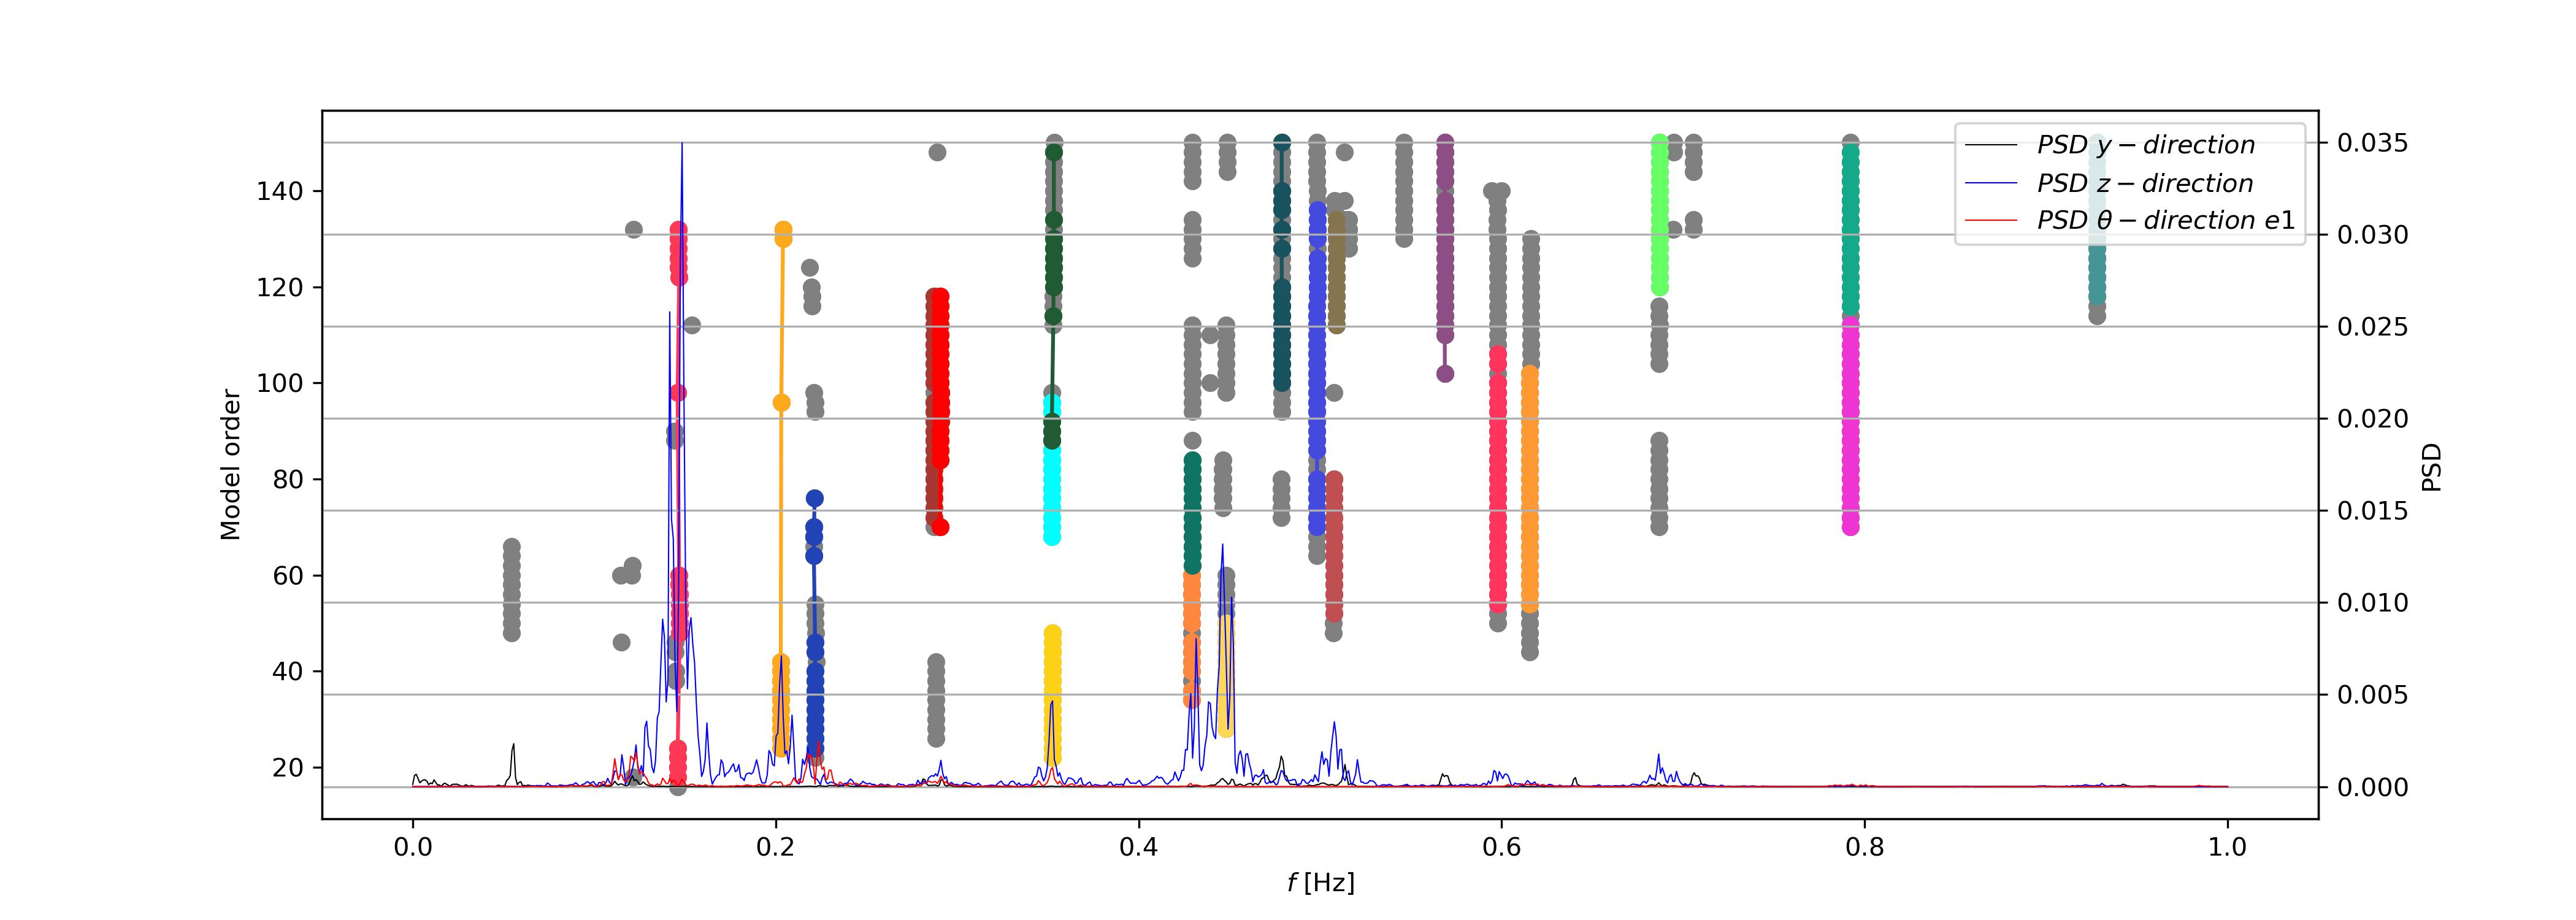 PSD y − direction
PSD z − direction
PSD θ − direction e1
Model order
140
120
100
80
60
40
20
0.035
0.030
0.025
0.020
0.015
0.010
0.005
0.000
PSD
0.0 0.2 0.4 0.6 0.8 1.0
f [Hz]